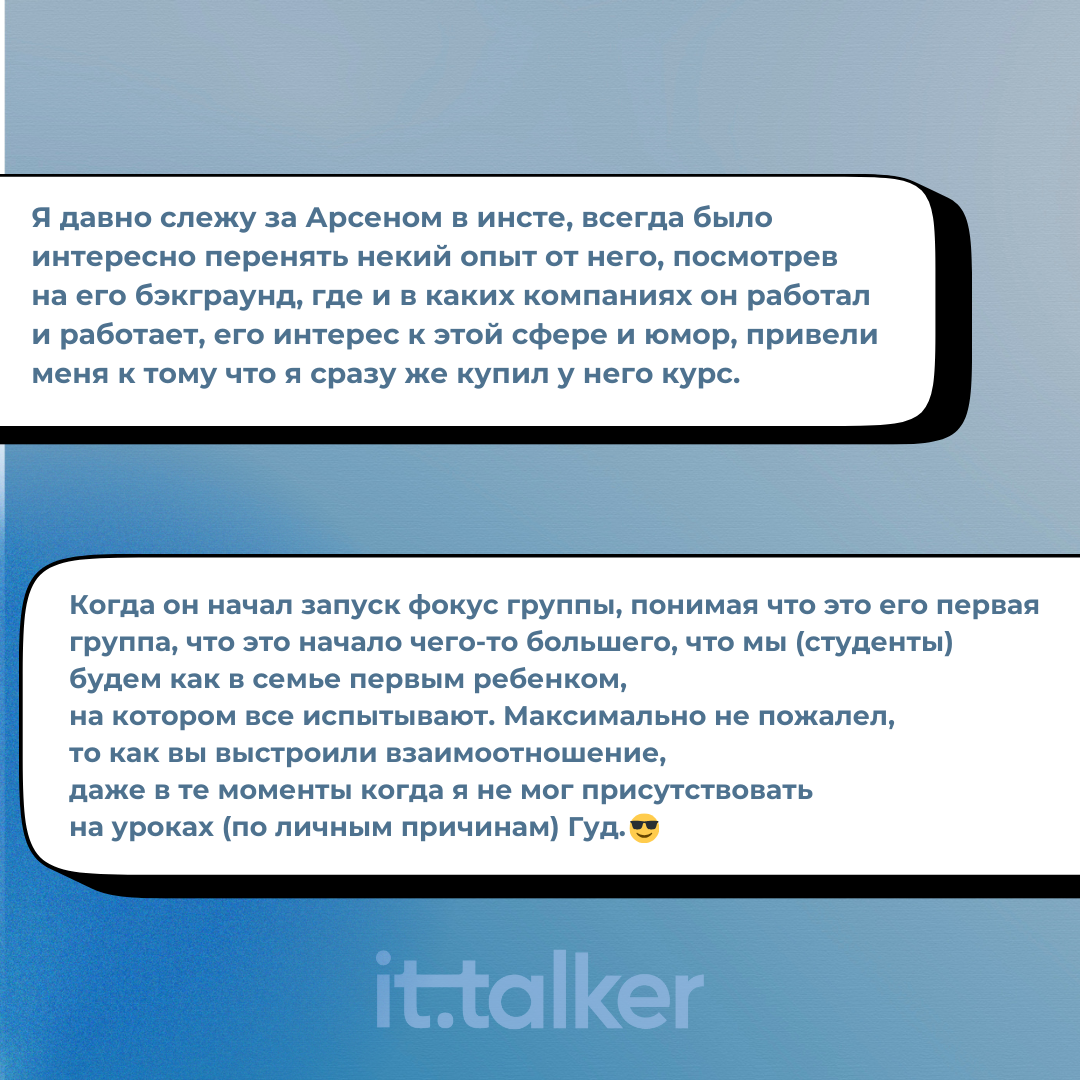 Я давно слежу за Арсеном в инсте, всегда было
интересно перенять некий опыт от него, посмотрев
на его бэкграунд, где и в каких компаниях он работал
и работает, его интерес к этой сфере и юмор, привели
меня к тому что я сразу же купил у него курс.
Когда он начал запуск фокус группы, понимая что это его первая
группа, что это начало чего-то большего, что мы (студенты)
будем как в семье первым ребенком,
на котором все испытывают. Максимально не пожалел,
то как вы выстроили взаимоотношение,
даже в те моменты когда я не мог присутствовать
на уроках (по личным причинам) Гуд.😎
it.talker